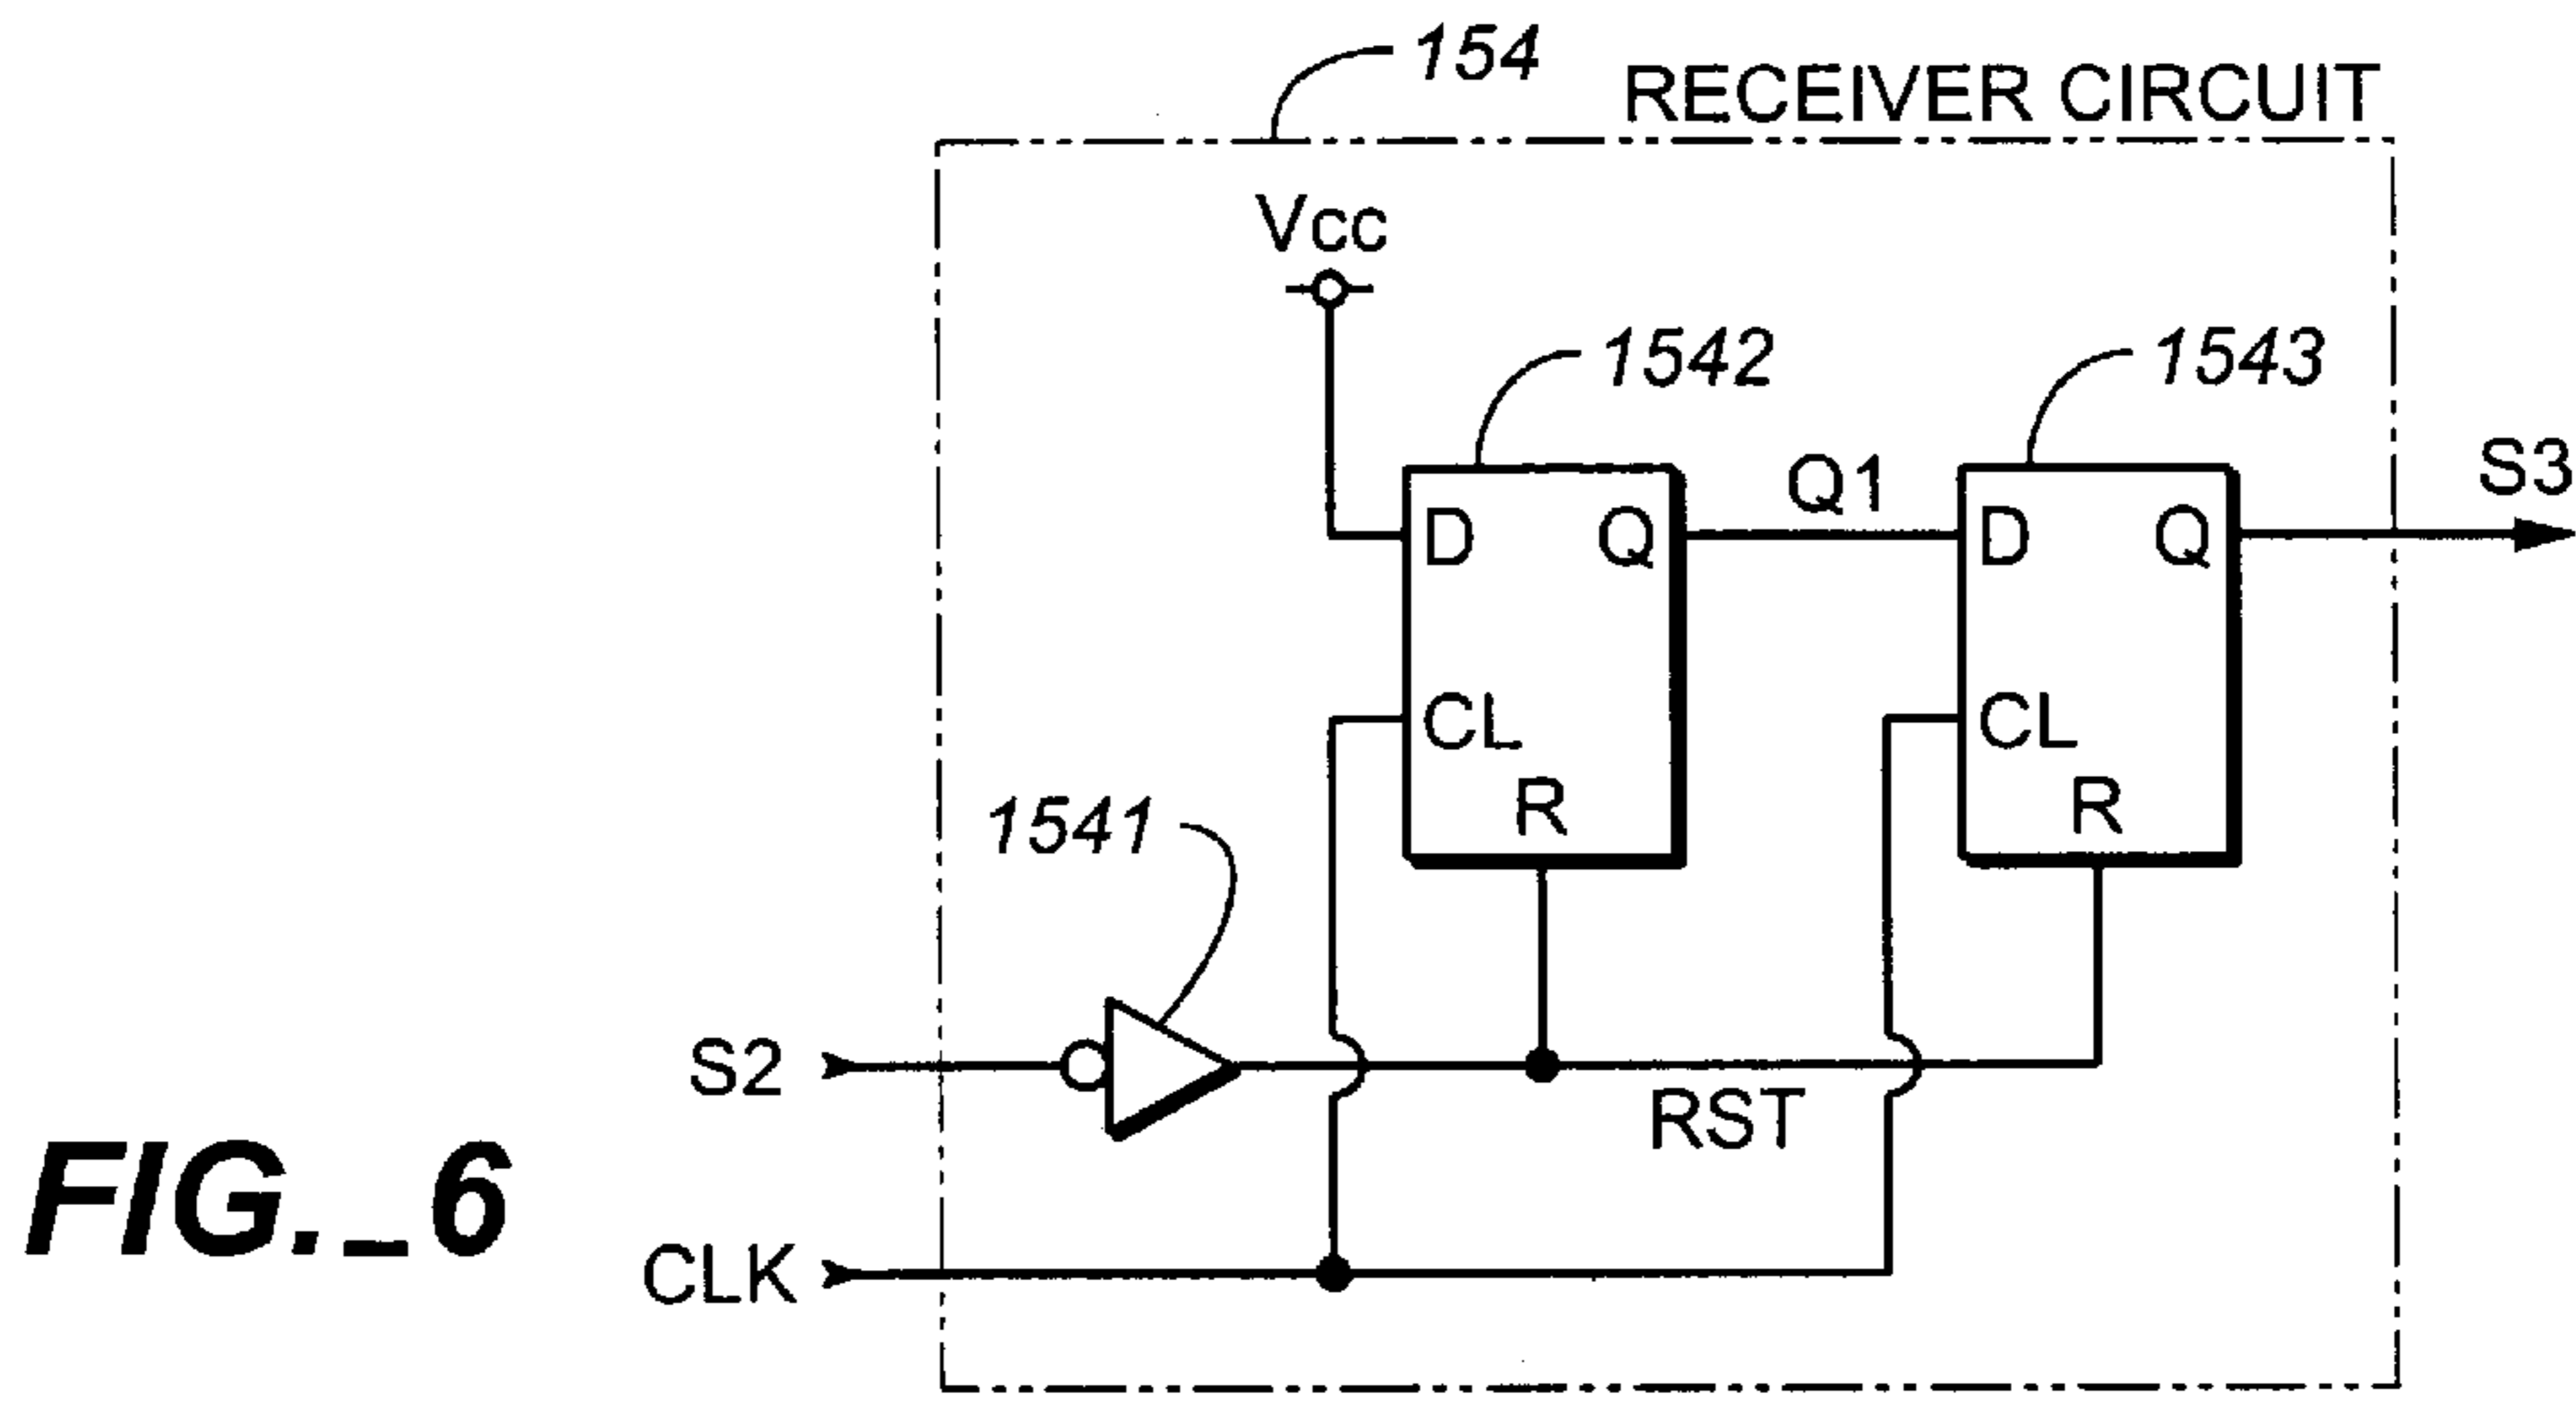 154
RECEIVER CIRCUIT
Vcc
1542
1543
S3
D Q
Q1
D Q
CL
CL
R
R
1541
S2
RST
CLK
FIG._6